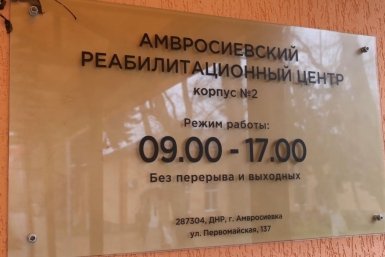 АМВРОСИЕВСКИЙ
РЕАБИЛИТАЦИОННЫЙ ЦЕНТР
корпус №2
Режим работы:
09.00 - 17.00
Без перерыва и выходных
287304, ДНР, г. Амвросиевка
ул. Первомайская, 137